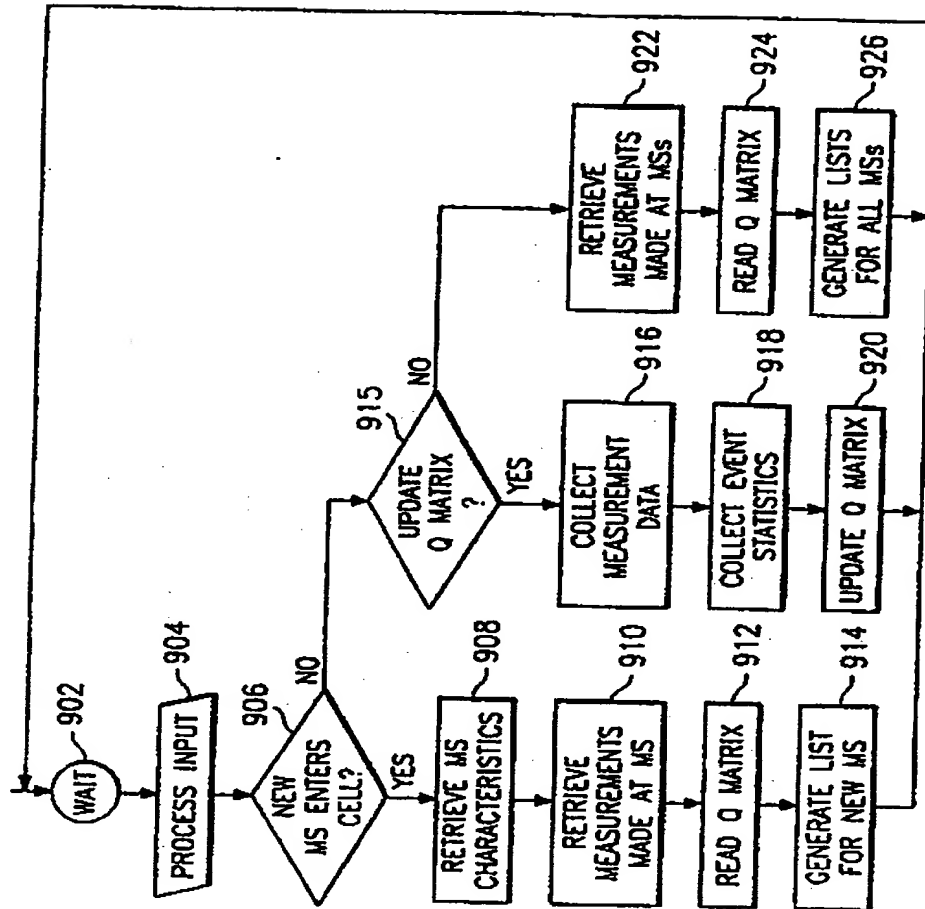 902
WAIT
904
PROCESS INPUT
906
NEW
MS ENTERS
CELL?
NO
YES
908
RETRIEVE MS
CHARACTERISTICS
910
RETRIEVE
MEASUREMENTS
MADE AT MS
912
READ Q MATRIX
914
GENERATE LIST
FOR NEW MS
915
UPDATE
Q MATRIX
?
NO
YES
916
COLLECT
MEASUREMENT
DATA
918
COLLECT EVENT
STATISTICS
920
UPDATE Q MATRIX
922
RETRIEVE
MEASUREMENTS
MADE AT MSs
924
READ Q MATRIX
926
GENERATE LISTS
FOR ALL MSs